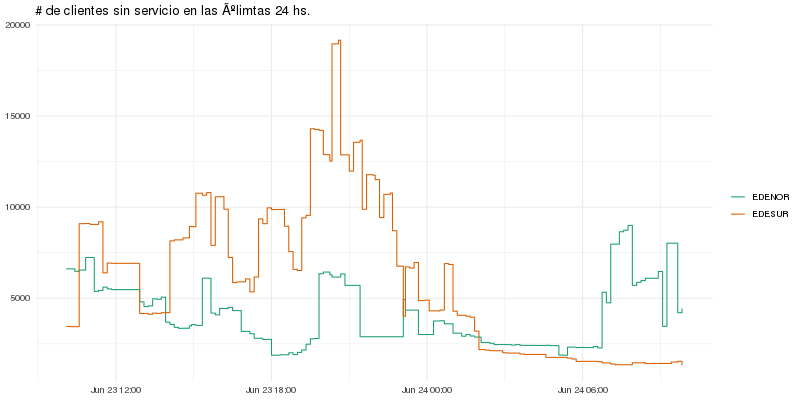 # de clientes sin servicio en las Ãºlimtas 24 hs.
20000
15000
10000
5000
Jun 23 12:00
Jun 23 18:00
Jun 24 00:00
Jun 24 06:00
EDENOR
EDESUR